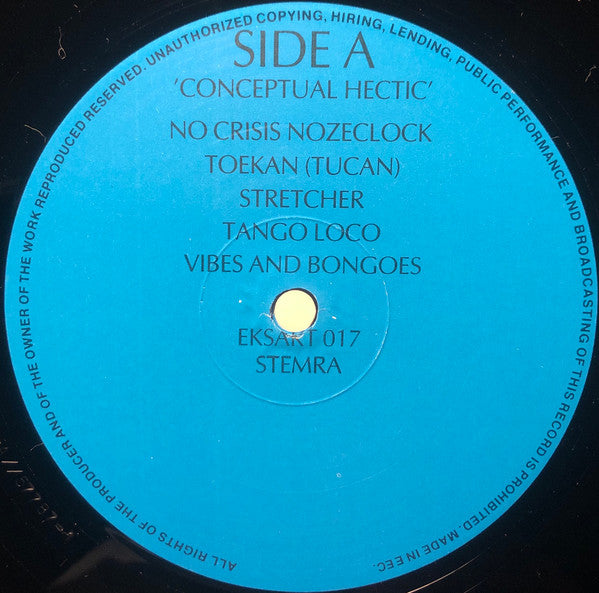 SIDE A
'CONCEPTUAL HECTIC'
NO CRISIS NOZECLOCK
TOEKAN (TUCAN)
STRETCHER
TANGO LOCO
VIBES AND BONGOES
EKSAKT 017
STEMRA
ALL RIGHTS OF THE PRODUCER AND OF THE OWNER OF THE WORK REPRODUCED RESERVED. UNAUTHORIZED COPYING, HIRING, LENDING, PUBLIC PERFORMANCE AND BROADCASTING OF THIS RECORD IS PROHIBITED. MADE IN EEC.